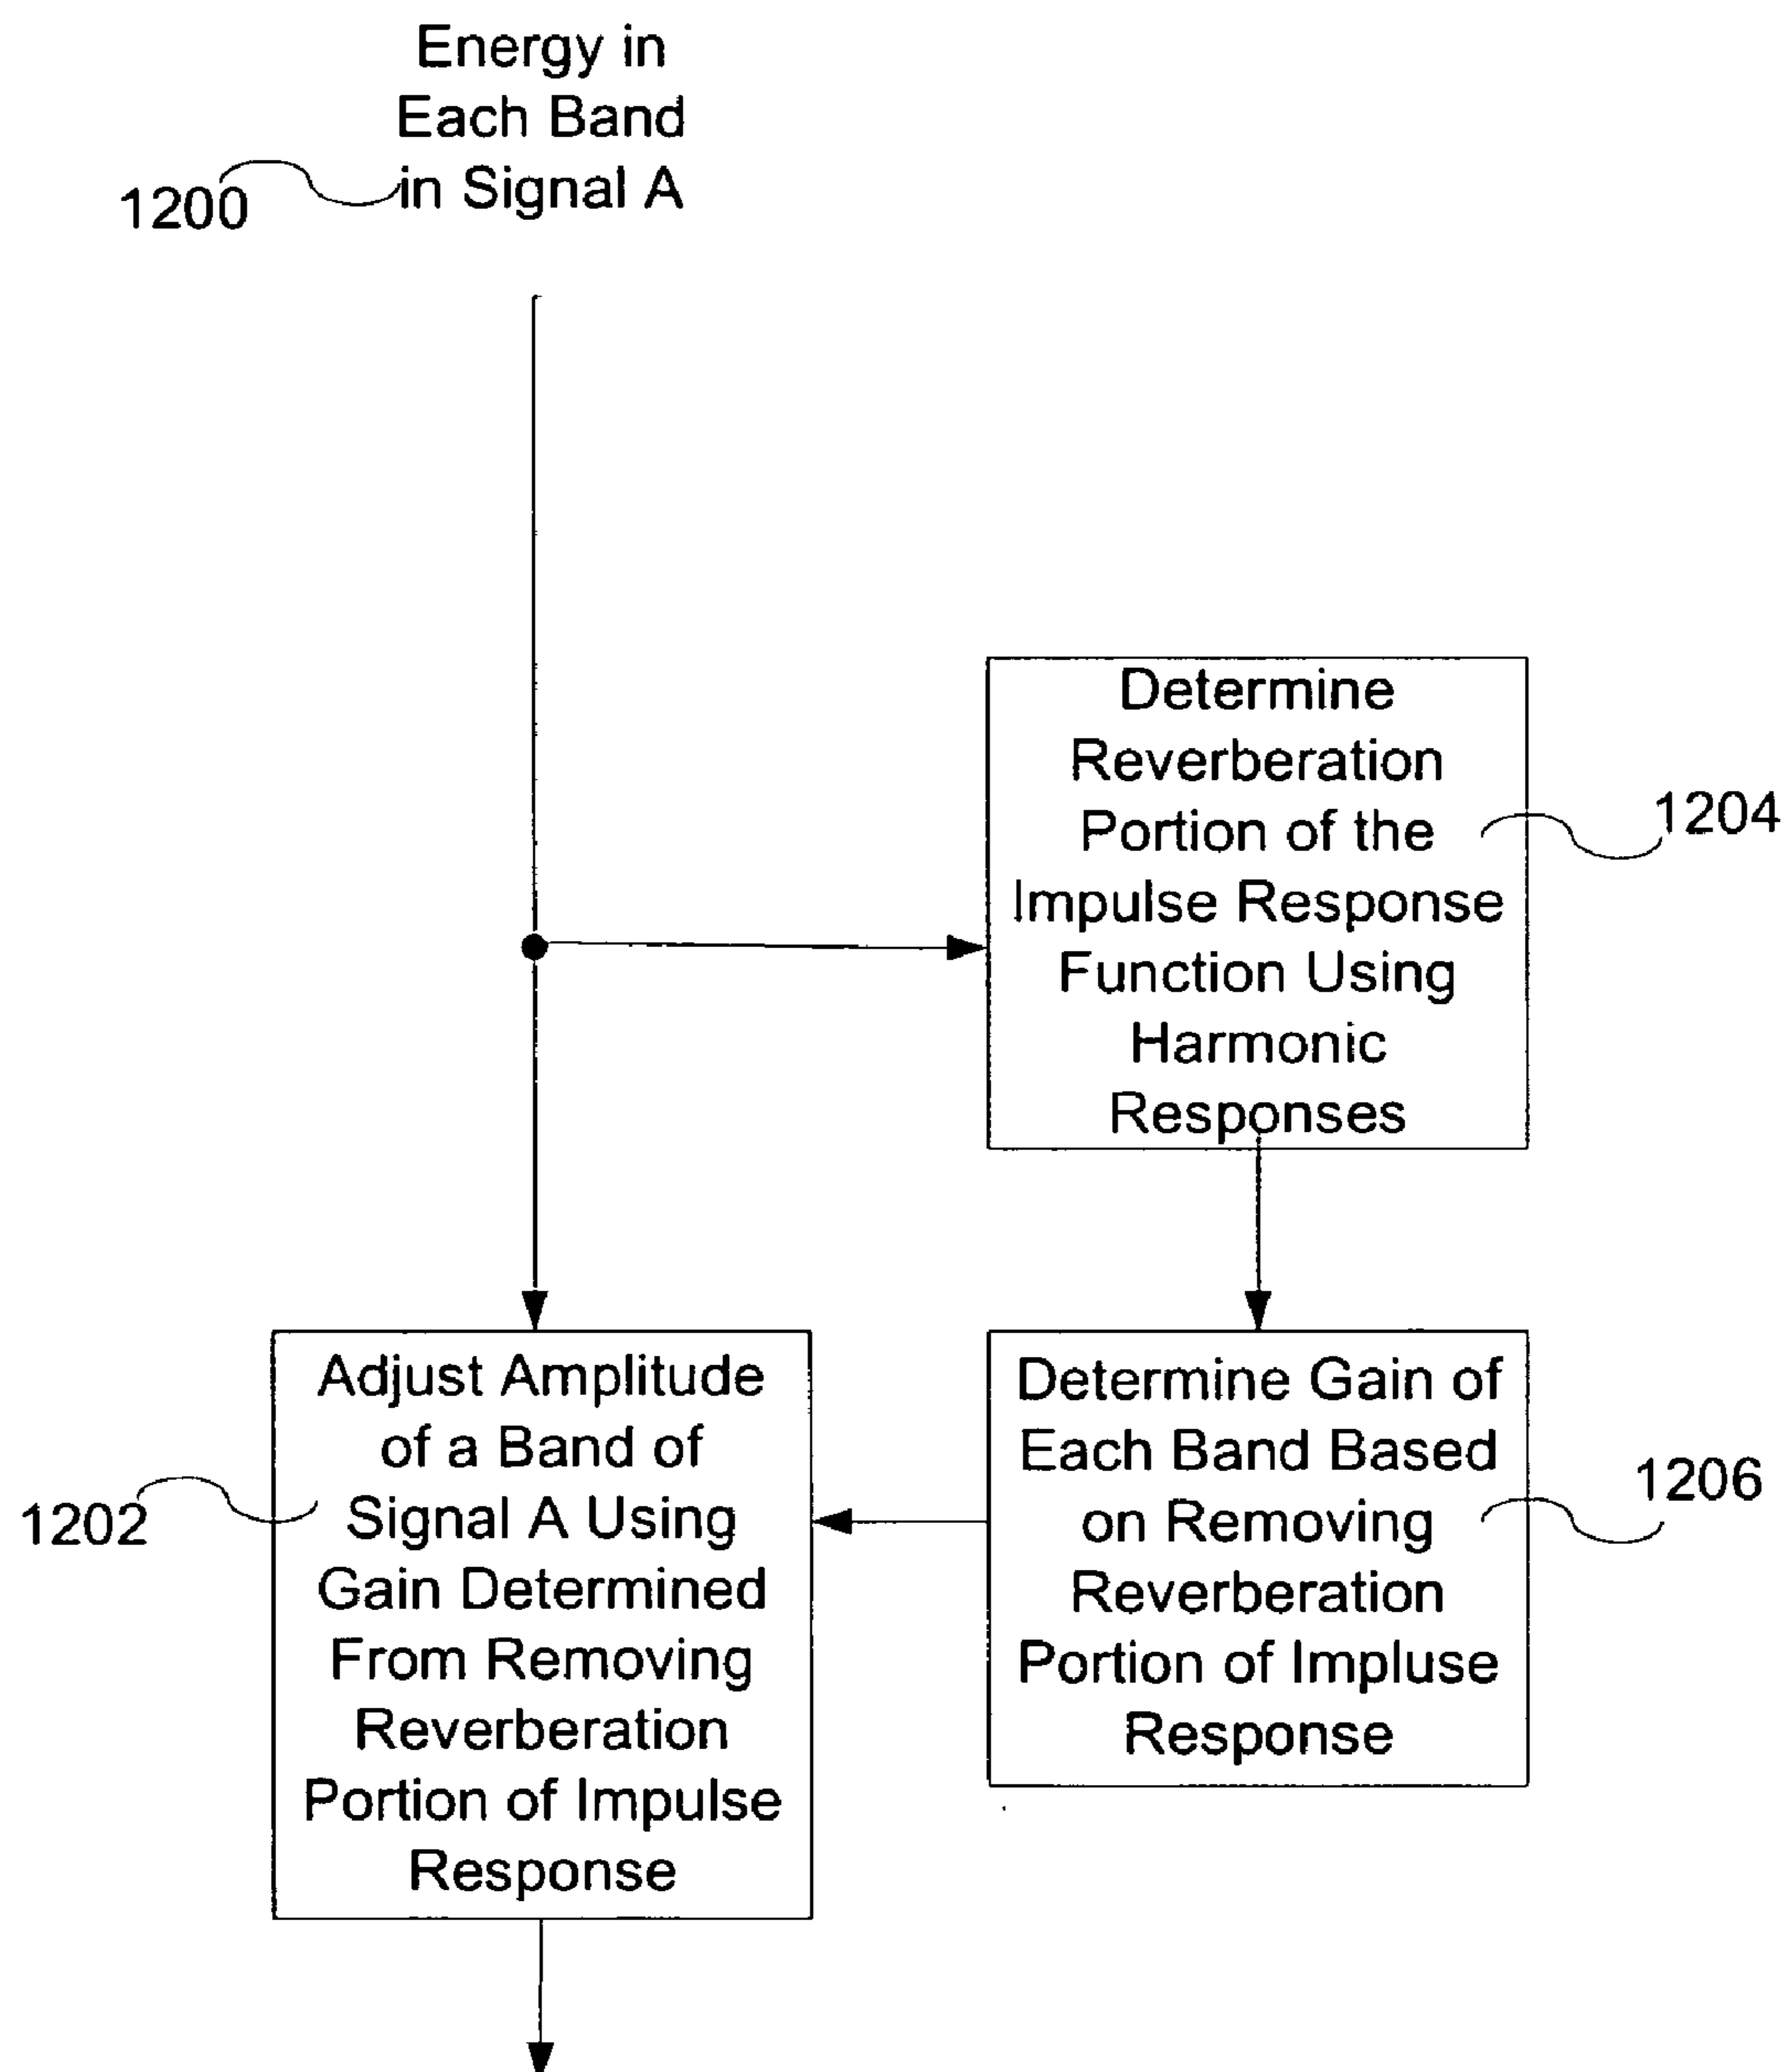 Energy in
Each Band
in Signal A
1200
Determine
Reverberation
Portion of the
Impulse Response
Function Using
Harmonic
Responses
1204
Adjust Amplitude
of a Band of
Signal A Using
Gain Determined
From Removing
Reverberation
Portion of Impulse
Response
1202
Determine Gain of
Each Band Based
on Removing
Reverberation
Portion of Impluse
Response
1206